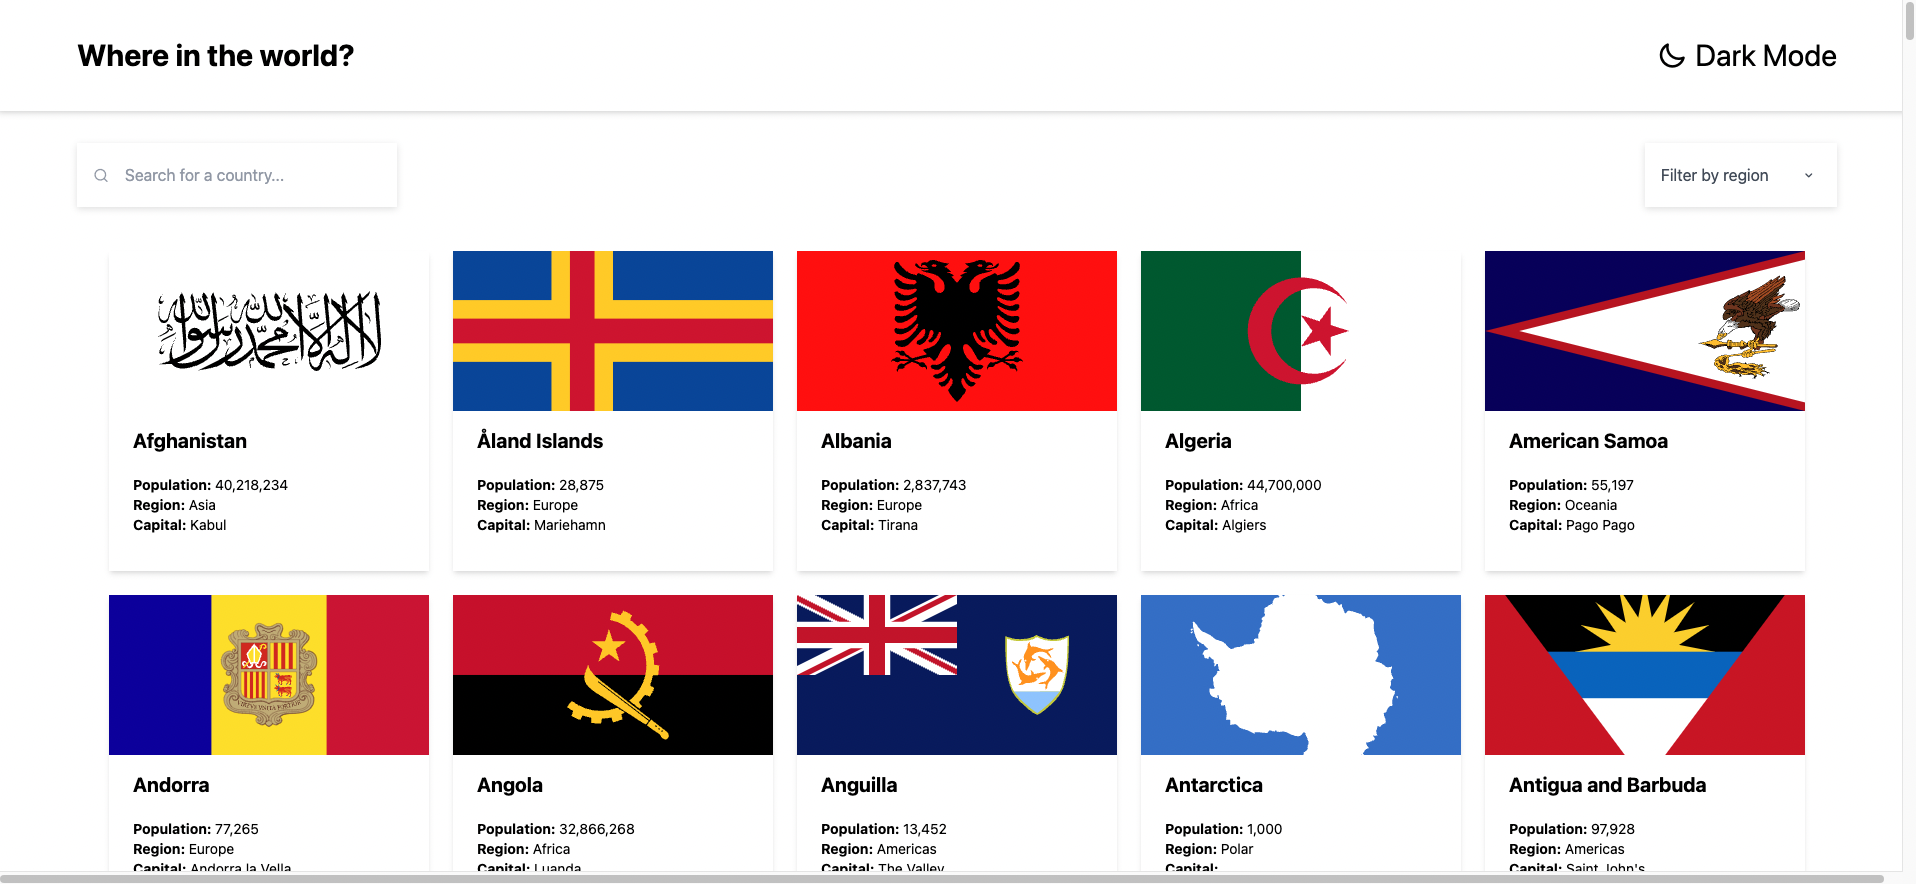 Where in the world?
Dark Mode
Search for a country...
Filter by region
لا إله إلا الله محمد رسول الله
Afghanistan
Population: 40,218,234
Region: Asia
Capital: Kabul
Åland Islands
Population: 28,875
Region: Europe
Capital: Mariehamn
Albania
Population: 2,837,743
Region: Europe
Capital: Tirana
Algeria
Population: 44,700,000
Region: Africa
Capital: Algiers
American Samoa
Population: 55,197
Region: Oceania
Capital: Pago Pago
VIRTVS VNITA FORTIOR
Andorra
Population: 77,265
Region: Europe
Capital: Andorra la Vella
Angola
Population: 32,866,268
Region: Africa
Capital: Luanda
Anguilla
Population: 13,452
Region: Americas
Capital: The Valley
Antarctica
Population: 1,000
Region: Polar
Capital:
Antigua and Barbuda
Population: 97,928
Region: Americas
Capital: Saint John's